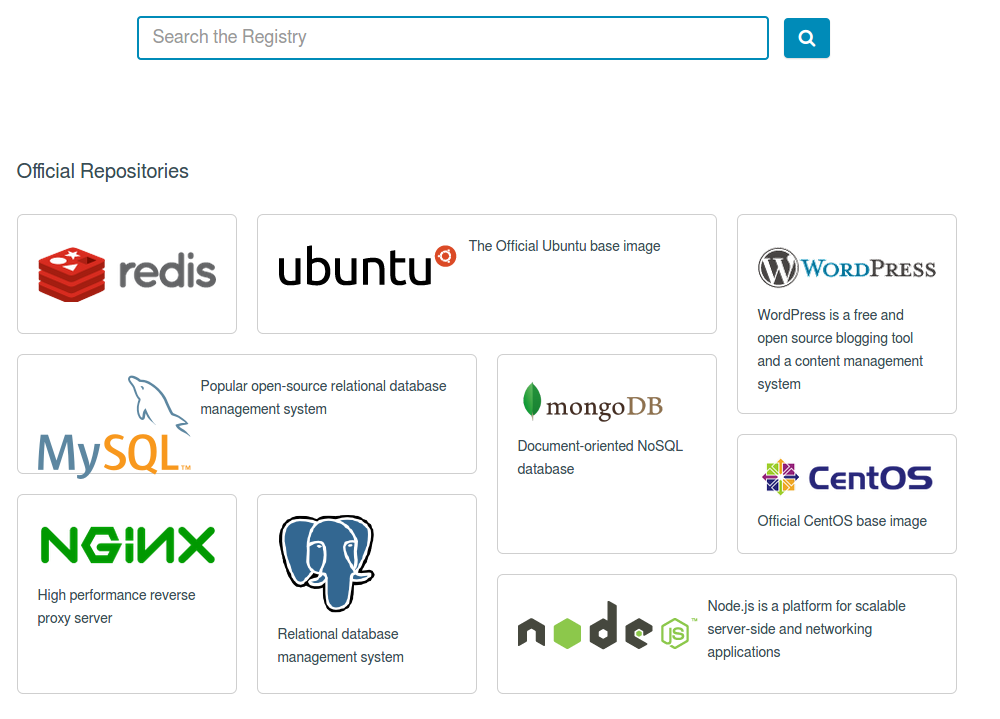 Search the Registry
Official Repositories
redis
ubuntu
The Official Ubuntu base image
WORDPRESS
WordPress is a free and
open source blogging tool
and a content management
system
MySQL™
Popular open-source relational database
management system
mongoDB
Document-oriented NoSQL
database
CentOS
Official CentOS base image
NGINX
High performance reverse
proxy server
Relational database
management system
node JS™
Node.js is a platform for scalable
server-side and networking
applications